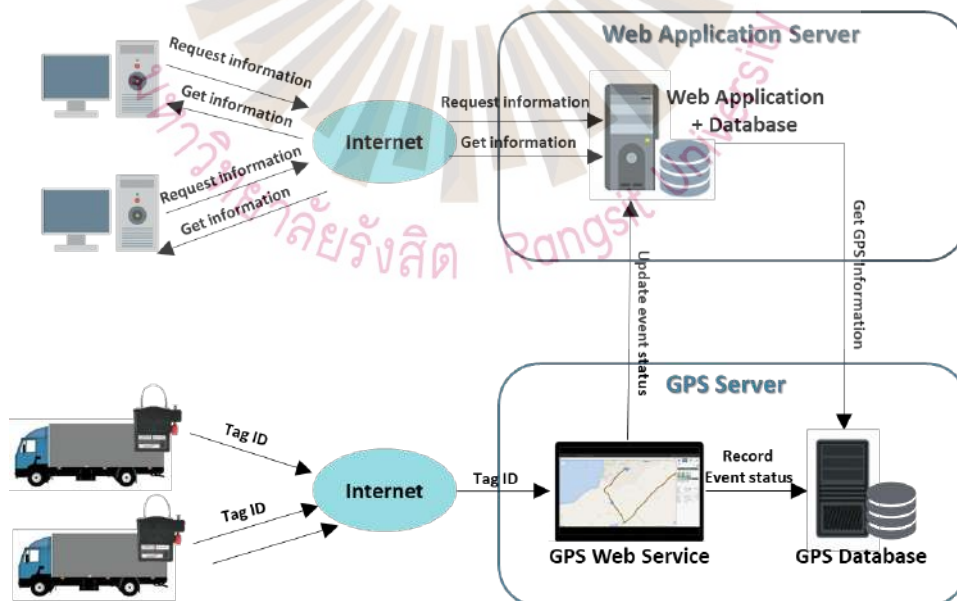 Web Application Server
Request information
Get information
Request information
Get information
Internet
Request information
Get information
Web Application
+ Database
มหาวิทยาลัยรังสิต Rangsit University
Get GPS Information
Update event status
GPS Server
Tag ID
Tag ID
Internet
Tag ID
Record
Event status
GPS Web Service
GPS Database